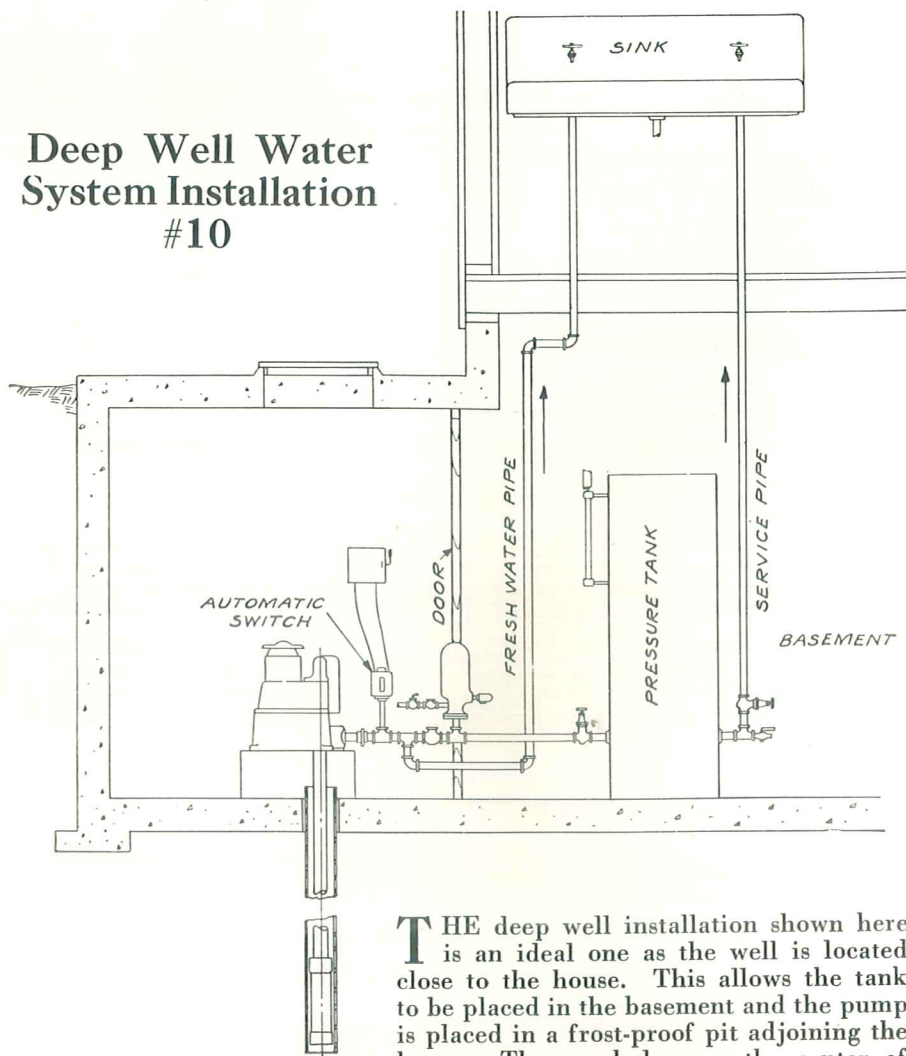 Deep Well Water
System Installation
#10
SINK
FRESH WATER PIPE
SERVICE PIPE
PRESSURE TANK
DOOR
AUTOMATIC
SWITCH
BASEMENT
THE deep well installation shown here
is an ideal one as the well is located
close to the house. This allows the tank
to be placed in the basement and the pump
is placed in a frost-proof pit adjoining the